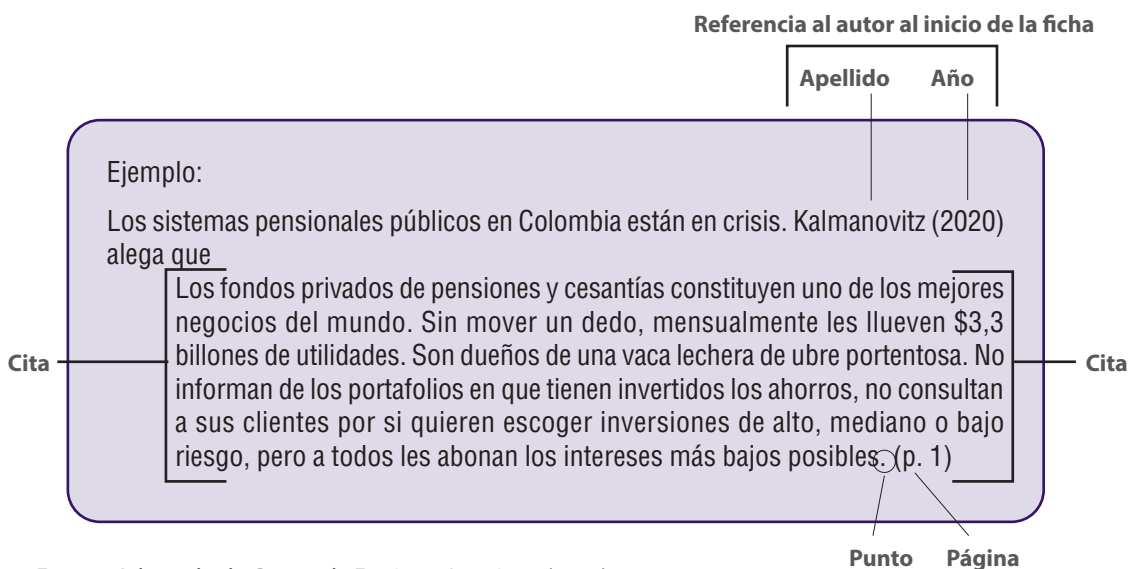 Referencia al autor al inicio de la ficha
Apellido Año
Ejemplo:
Los sistemas pensionales públicos en Colombia están en crisis. Kalmanovitz (2020)
alega que
Los fondos privados de pensiones y cesantías constituyen uno de los mejores
negocios del mundo. Sin mover un dedo, mensualmente les llueven $3,3
Cita billones de utilidades. Son dueños de una vaca lechera de ubre portentosa. No Cita
informan de los portafolios en que tienen invertidos los ahorros, no consultan
a sus clientes por si quieren escoger inversiones de alto, mediano o bajo
riesgo, pero a todos les abonan los intereses más bajos posibles. (p. 1)
Punto Página